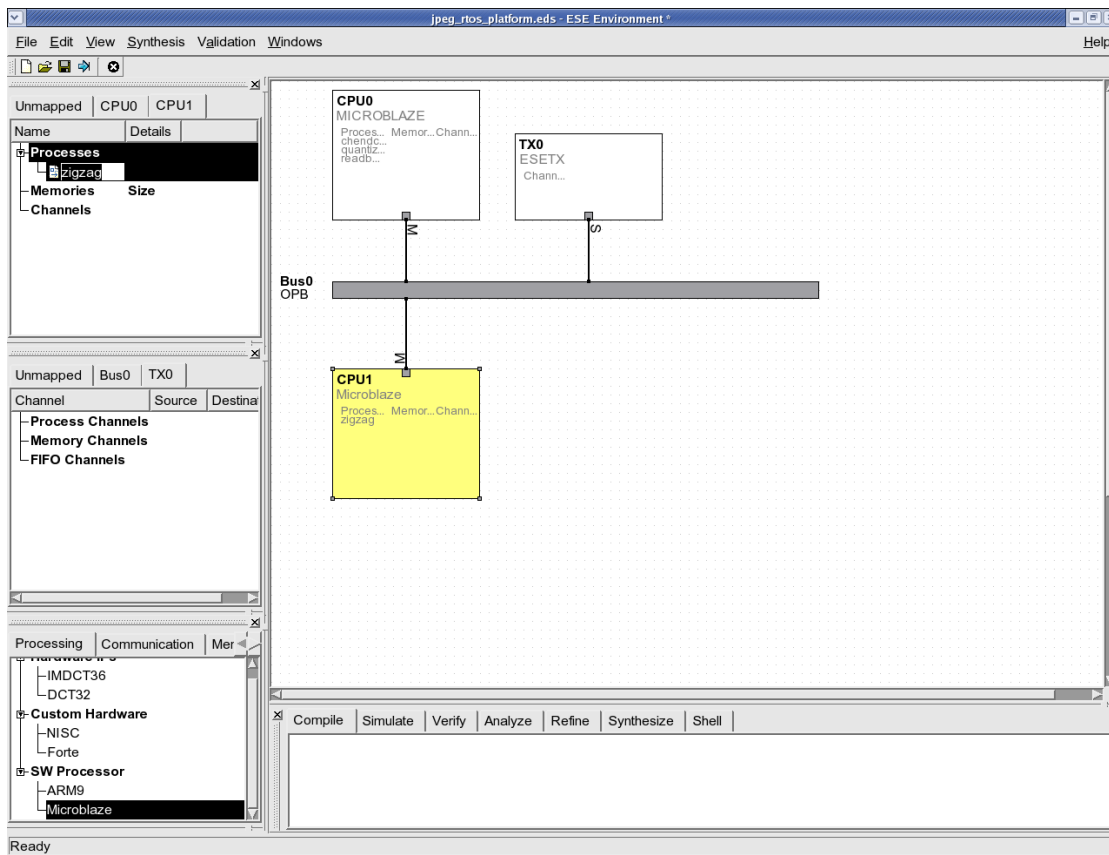 jpeg_rtos_platform.eds - ESE Environment *
File Edit View Synthesis Validation Windows Help
Unmapped CPU0 CPU1
Name Details
Processes
zigzag
Memories Size
Channels
Unmapped Bus0 TX0
Channel Source Destina
Process Channels
Memory Channels
FIFO Channels
Processing Communication Mer
Hardware IPs
IMDCT36
DCT32
Custom Hardware
NISC
Forte
SW Processor
ARM9
Microblaze
CPU0
MICROBLAZE
Proces... Memor... Chann...
chendc...
quantiz...
readb...
M
TX0
ESETX
Chann...
S
Bus0
OPB
M
CPU1
Microblaze
Proces... Memor... Chann...
zigzag
Compile Simulate Verify Analyze Refine Synthesize Shell
Ready